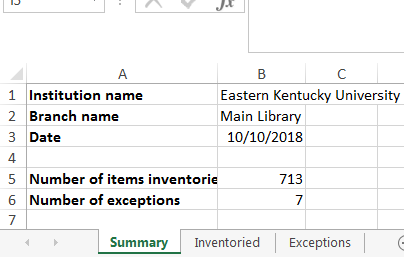 A B C
1 Institution name Eastern Kentucky University
2 Branch name Main Library
3 Date 10/10/2018
4
5 Number of items inventorie 713
6 Number of exceptions 7
7
Summary Inventoried Exceptions